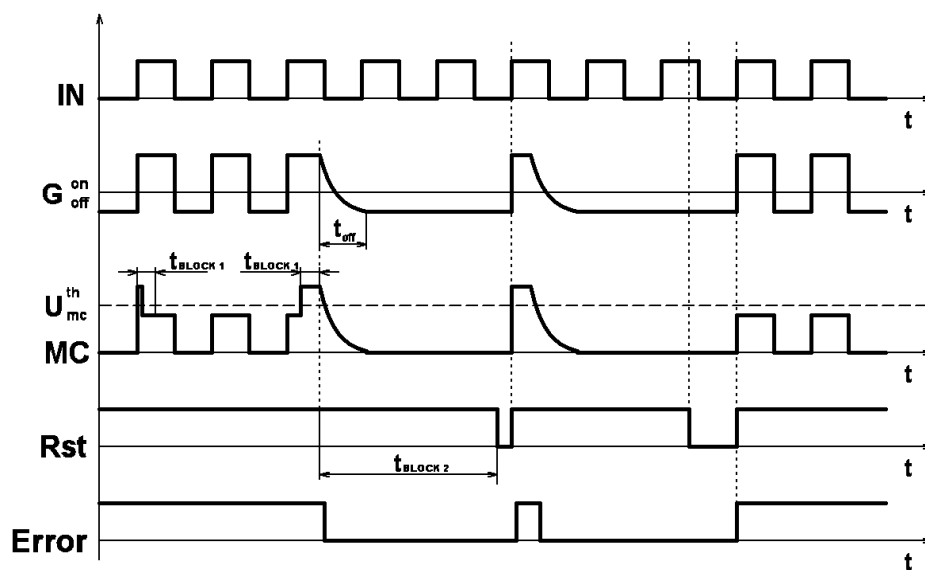 IN
t
G on off
t
t off
t BLOCK 1 t BLOCK 1
U th mc
MC
t
Rst
t
t BLOCK 2
Error
t